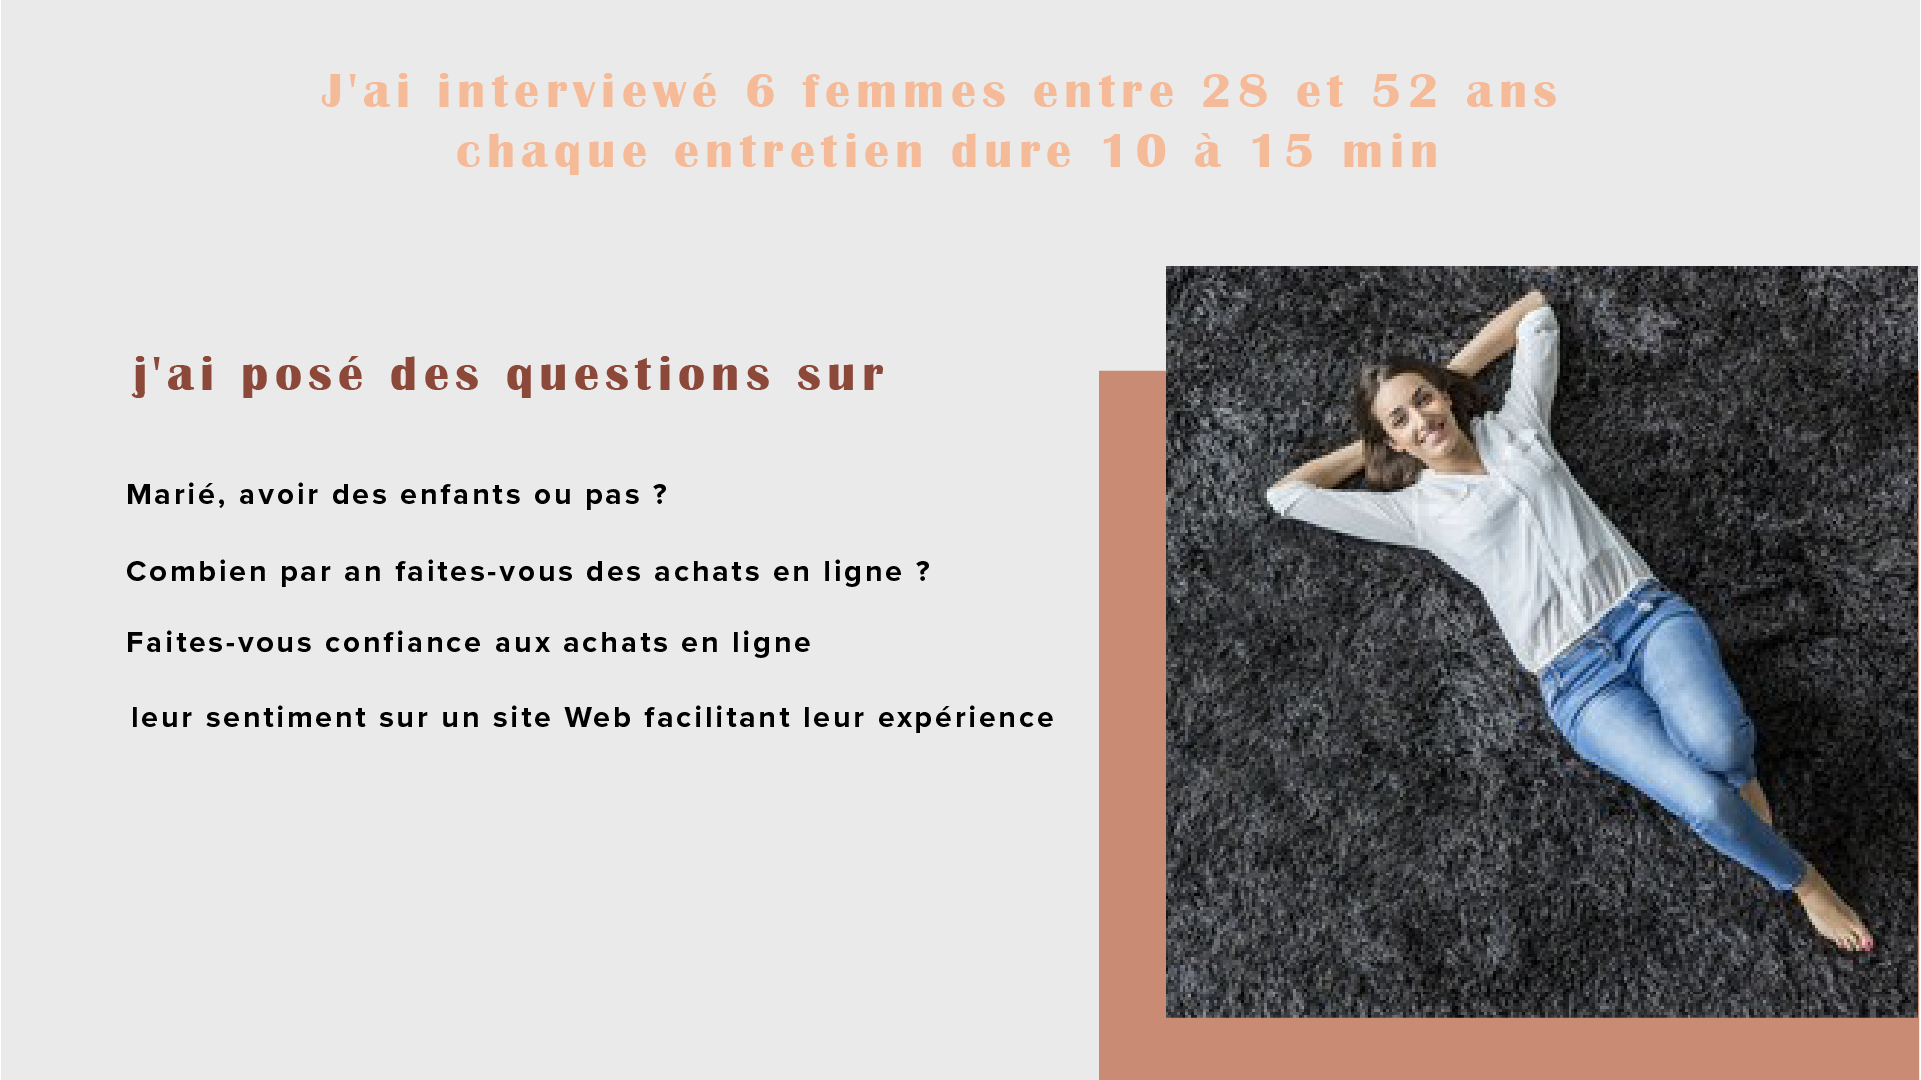 J'ai interviewé 6 femmes entre 28 et 52 ans
chaque entretien dure 10 à 15 min
j'ai posé des questions sur
Marié, avoir des enfants ou pas ?
Combien par an faites-vous des achats en ligne ?
Faites-vous confiance aux achats en ligne
leur sentiment sur un site Web facilitant leur expérience